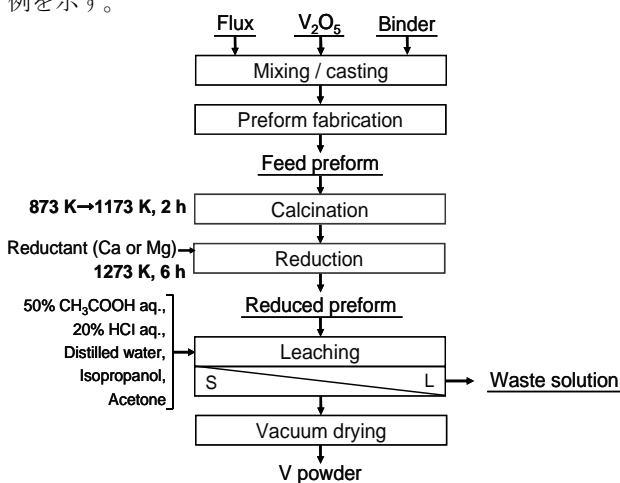 例を示す。
Flux V₂O₅ Binder
Mixing / casting
Preform fabrication
Feed preform
873 K→1173 K, 2 h
Calcination
Reductant (Ca or Mg)
1273 K, 6 h
Reduction
50% CH₃COOH aq.,
20% HCl aq.,
Distilled water,
Isopropanol,
Acetone
Reduced preform
Leaching
S L
Waste solution
Vacuum drying
V powder